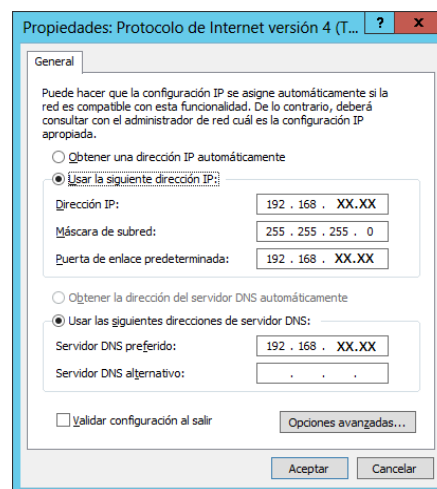 Propiedades: Protocolo de Internet versión 4 (T... ? x
General
Puede hacer que la configuración IP se asigne automáticamente si la
red es compatible con esta funcionalidad. De lo contrario, deberá
consultar con el administrador de red cuál es la configuración IP
apropiada.
Obtener una dirección IP automáticamente
Usar la siguiente dirección IP:
Dirección IP: 192 . 168 . XX.XX
Máscara de subred: 255 . 255 . 255 . 0
Puerta de enlace predeterminada: 192 . 168 . XX.XX
Obtener la dirección del servidor DNS automáticamente
Usar las siguientes direcciones de servidor DNS:
Servidor DNS preferido: 192 . 168 . XX.XX
Servidor DNS alternativo: . . .
Validar configuración al salir Opciones avanzadas...
Aceptar Cancelar